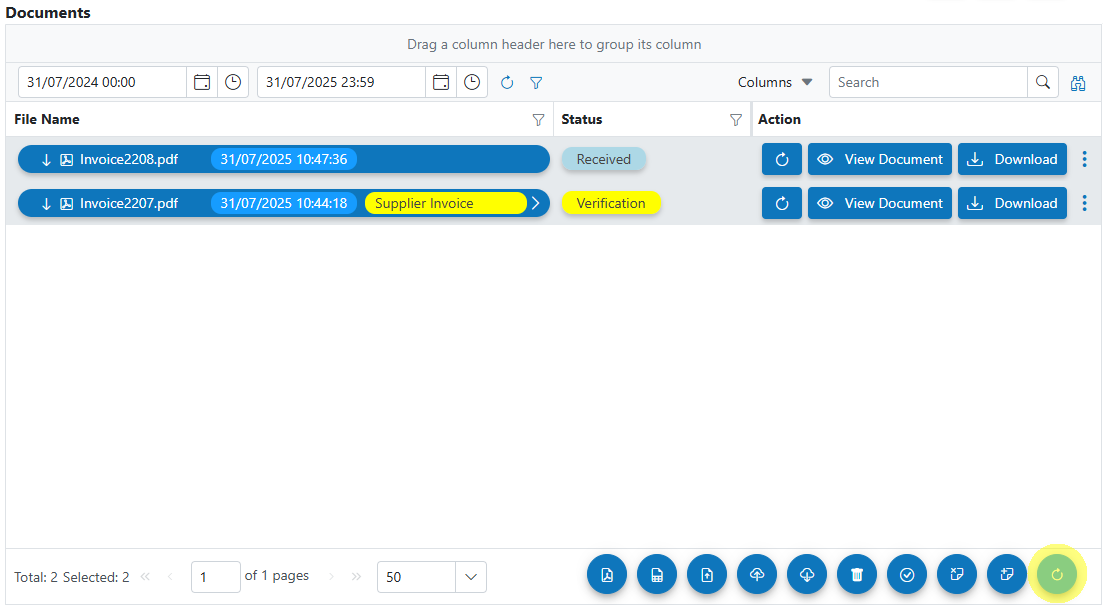 Documents
Drag a column header here to group its column
31/07/2024 00:00 31/07/2025 23:59 Columns Search
File Name Status Action
Invoice2208.pdf 31/07/2025 10:47:36 Received View Document Download
Invoice2207.pdf 31/07/2025 10:44:18 Supplier Invoice Verification View Document Download
Total: 2 Selected: 2 1 of 1 pages 50